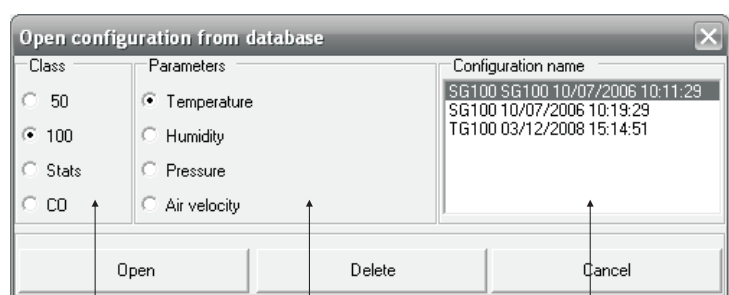 Open configuration from database
Class
50
100
Stats
CO
Parameters
Temperature
Humidity
Pressure
Air velocity
Configuration name
SG100 SG100 10/07/2006 10:11:29
SG100 10/07/2006 10:19:29
TG100 03/12/2008 15:14:51
Open
Delete
Cancel